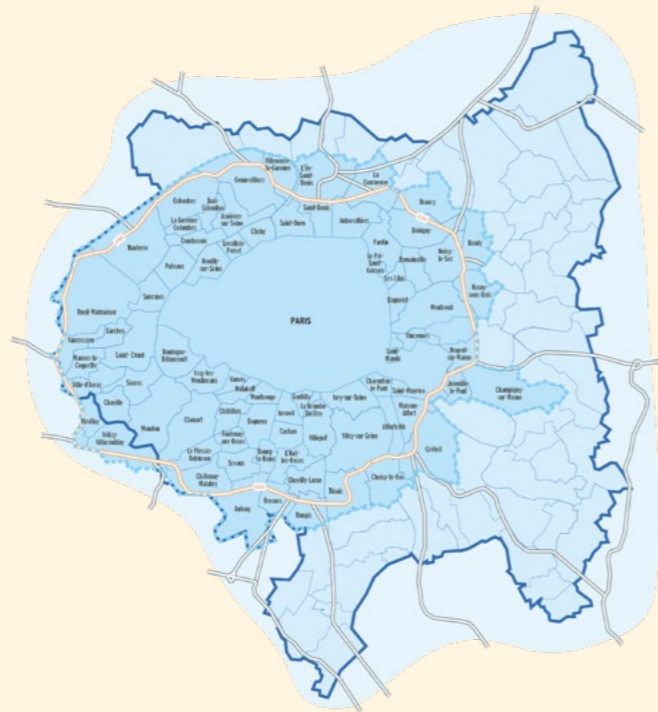 Villeneuve-
la-Garenne
L'Île-
Saint-
Denis
La
Courneuve
Gennevilliers
Colombes
Bois-
Colombes
Saint-Denis
Drancy
La Garenne
Colombes
Asnières-
sur-Seine
Saint-Ouen
Aubervilliers
Bobigny
Clichy
A86
A86
Courbevoie
Levallois-
Perret
Pantin
Noisy-
le-Sec
Bondy
Nanterre
Le Pré-
Saint-
Gervais
Romainville
Puteaux
Neuilly-
sur-Seine
Les Lilas
Rosny-
sous-Bois
Suresnes
Bagnolet
Montreuil
Rueil-Malmaison
PARIS
Garches
Vincennes
Vaucresson
Saint-Cloud
Boulogne-
Billancourt
Saint-
Mandé
Nogent-
sur-Marne
Marnes-la-
Coquette
Issy-les-
Moulineaux
Vanves
Malakoff
Charenton-
le-Pont
Saint-Maurice
Joinville-
le-Pont
Champigny-
sur-Marne
Ville d'Avray
Sèvres
Montrouge
Gentilly
Ivry-sur-Seine
Maisons-
Alfort
Chaville
Châtillon
Arcueil
Le Kremlin-
Bicêtre
Clamart
Bagneux
Alfortville
Viroflay
Meudon
Fontenay-
aux-Roses
Cachan
Villejuif
Vitry-sur-Seine
Créteil
Vélizy-
Villacoublay
Le Plessis-
Robinson
Bourg-
La-Reine
L'Haÿ-
les-Roses
Sceaux
Châtenay-
Malabry
Chevilly-Larue
Thiais
Choisy-le-Roi
A86
Fresnes
Antony
Rungis